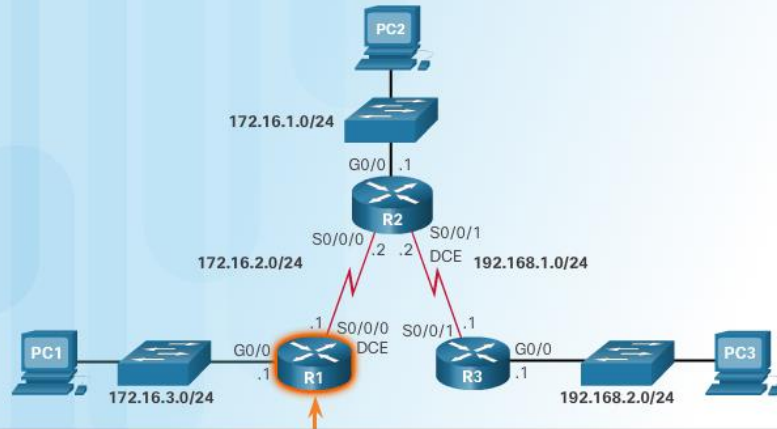 PC2
172.16.1.0/24
G0/0 .1
R2
S0/0/0 .2 .2 S0/0/1
DCE
172.16.2.0/24
192.168.1.0/24
.1 S0/0/0
DCE
S0/0/1 .1
PC1
G0/0
.1
R1
R3
G0/0
.1
PC3
172.16.3.0/24
192.168.2.0/24